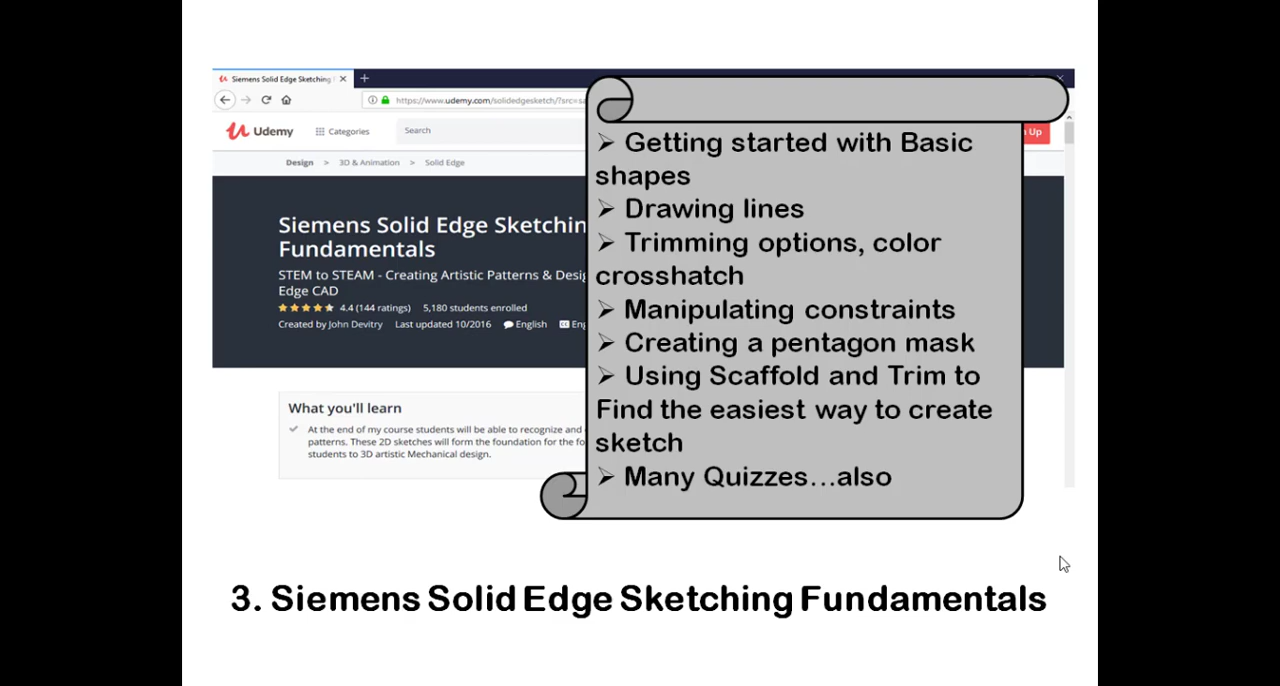 Siemens Solid Edge Sketching
https://www.udemy.com/solidedgesketch/?src=sa
Udemy
Categories
Search
Up
Design > 3D & Animation > Solid Edge
Siemens Solid Edge Sketchin
Fundamentals
STEM to STEAM - Creating Artistic Patterns & Desig
Edge CAD
4.4 (144 ratings) 5,180 students enrolled
Created by John Devitry Last updated 10/2016 English Eng
What you'll learn
At the end of my course students will be able to recognize and
patterns. These 2D sketches will form the foundation for the fo
students to 3D artistic Mechanical design.
➢ Getting started with Basic
shapes
➢ Drawing lines
➢ Trimming options, color
crosshatch
➢ Manipulating constraints
➢ Creating a pentagon mask
➢ Using Scaffold and Trim to
Find the easiest way to create
sketch
➢ Many Quizzes...also
3. Siemens Solid Edge Sketching Fundamentals